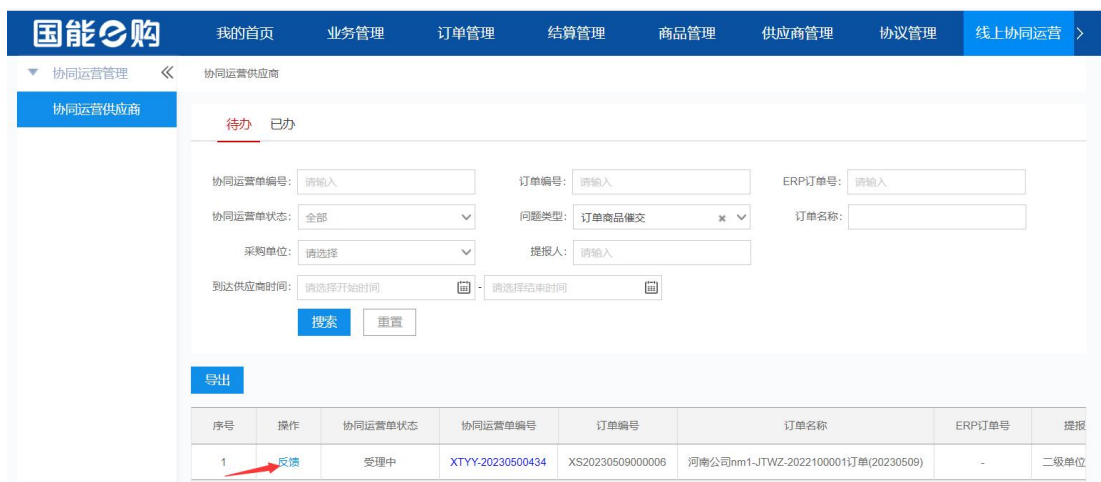 国能e购 我的首页 业务管理 订单管理 结算管理 商品管理 供应商管理 协议管理 线上协同运营
协同运营管理 协同运营供应商
协同运营供应商
待办 已办
协同运营单编号: 请输入 订单编号: 请输入 ERP订单号: 请输入
协同运营单状态: 全部 问题类型: 订单商品催交 订单名称:
采购单位: 请选择 提报人: 请输入
到达供应商时间: 请选择开始时间 - 请选择结束时间
搜索 重置
导出
序号 操作 协同运营单状态 协同运营单编号 订单编号 订单名称 ERP订单号 提报
1 反馈 受理中 XTYY-20230500434 XS20230509000006 河南公司nm1-JTWZ-2022100001订单(20230509) - 二级单位